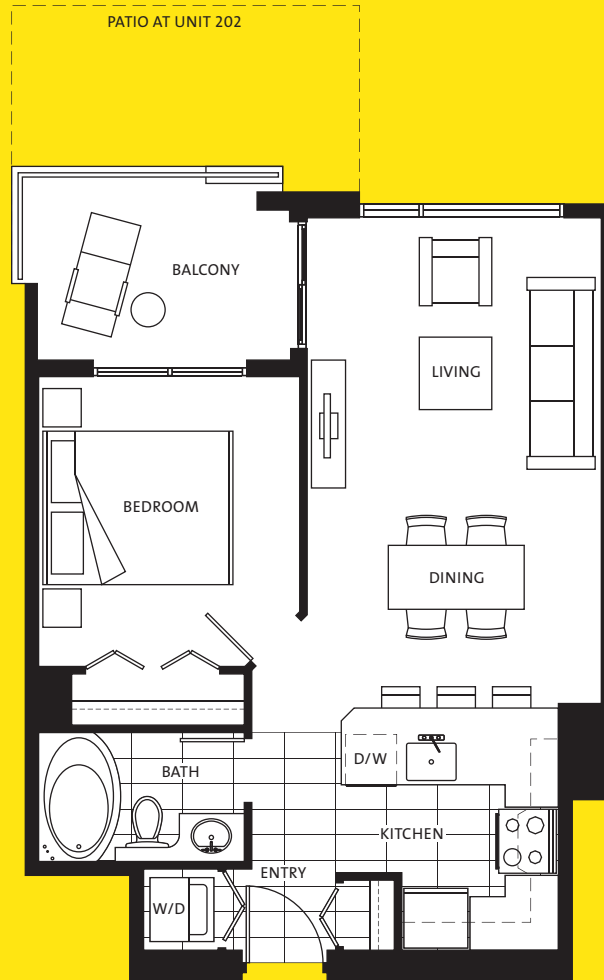 PATIO AT UNIT 202
BALCONY
LIVING
BEDROOM
DINING
D/W
BATH
KITCHEN
ENTRY
W/D